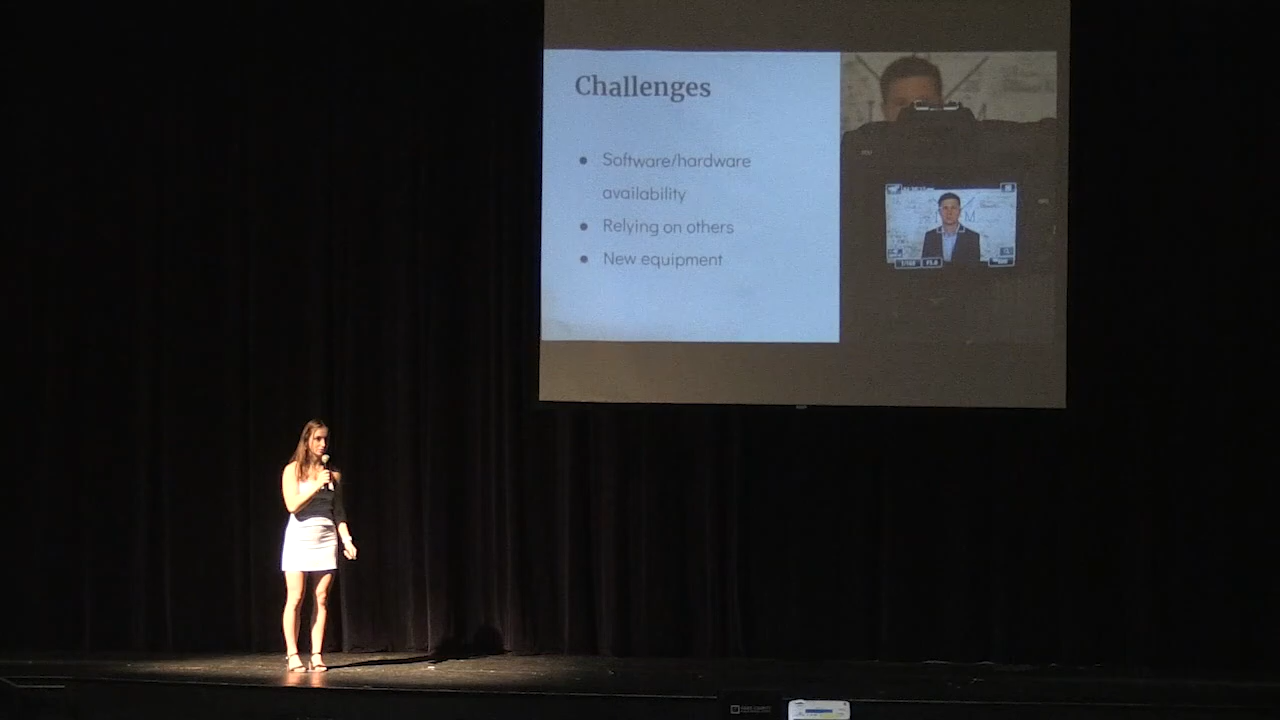 Challenges
● Software/hardware
availability
● Relying on others
● New equipment
M